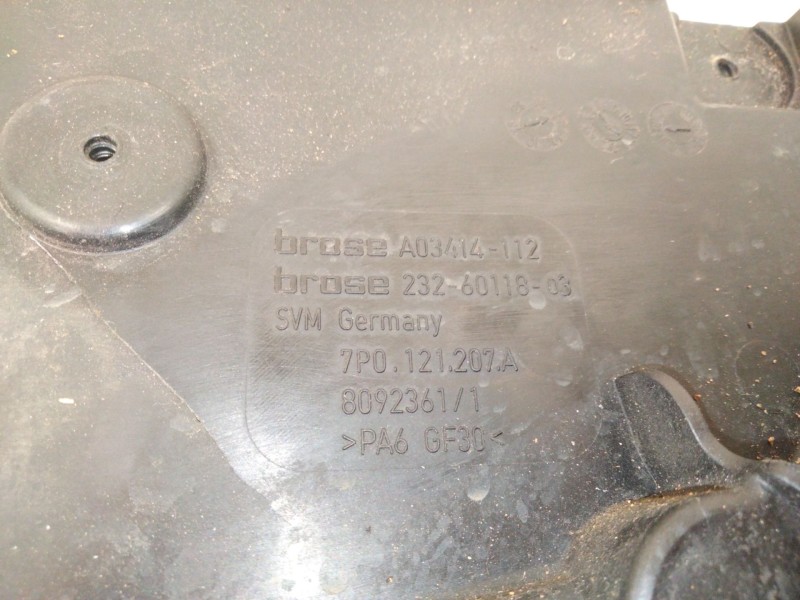 brose A03414-112
brose 232-60118-03
SVM Germany
7P0.121.207.A
8092361/1
>PA6 GF30<